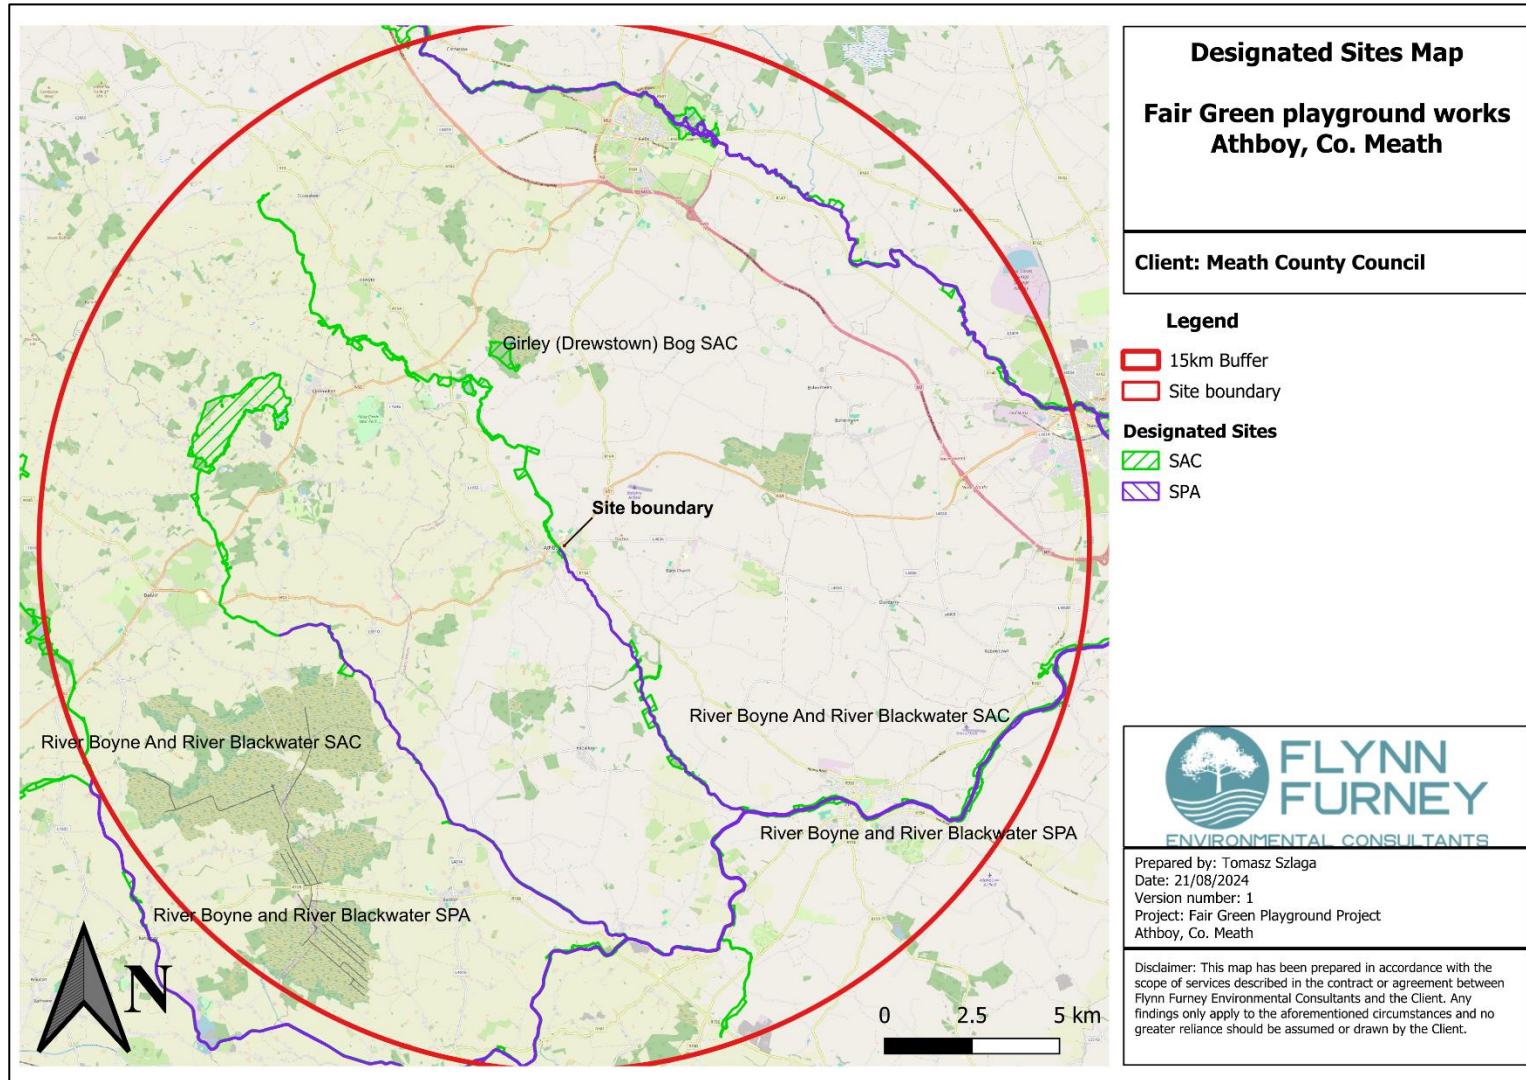 Designated Sites Map
Fair Green playground works
Athboy, Co. Meath
Client: Meath County Council
Legend
15km Buffer
Site boundary
Designated Sites
SAC
SPA
Girley (Drewstown) Bog SAC
Site boundary
River Boyne And River Blackwater SAC
River Boyne And River Blackwater SAC
River Boyne and River Blackwater SPA
River Boyne and River Blackwater SPA
N
0 2.5 5 km
FLYNN
FURNEY
ENVIRONMENTAL CONSULTANTS
Prepared by: Tomasz Szlaga
Date: 21/08/2024
Version number: 1
Project: Fair Green Playground Project
Athboy, Co. Meath
Disclaimer: This map has been prepared in accordance with the
scope of services described in the contract or agreement between
Flynn Furney Environmental Consultants and the Client. Any
findings only apply to the aforementioned circumstances and no
greater reliance should be assumed or drawn by the Client.